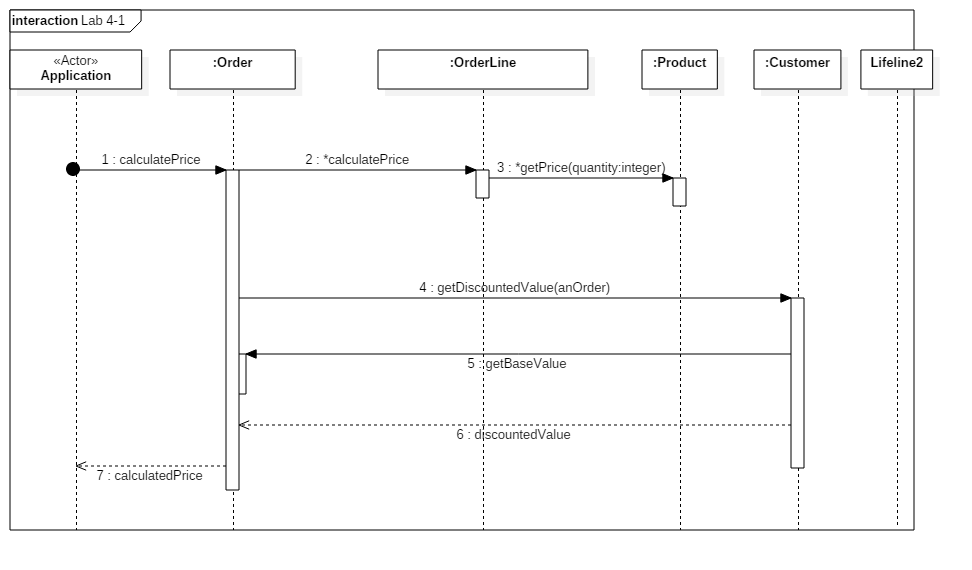 interaction Lab 4-1
«Actor»
Application
:Order
:OrderLine
:Product
:Customer
Lifeline2
1 : calculatePrice
2 : *calculatePrice
3 : *getPrice(quantity:integer)
4 : getDiscountedValue(anOrder)
5 : getBaseValue
6 : discountedValue
7 : calculatedPrice